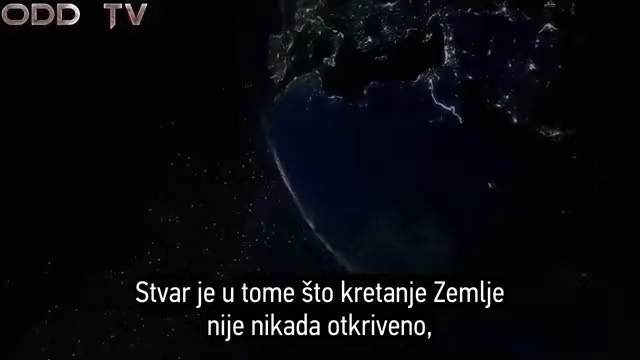 ODD TV
Stvar je u tome što kretanje Zemlje
nije nikada otkriveno,